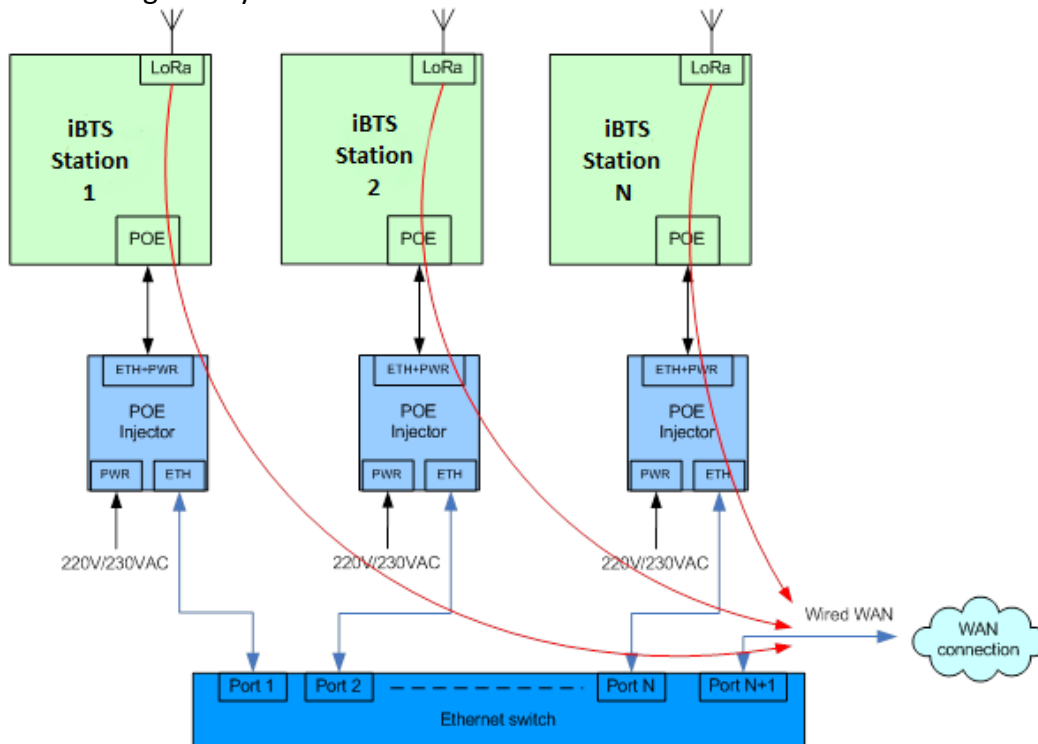 LoRa
LoRa
LoRa
iBTS
Station
1
iBTS
Station
2
iBTS
Station
N
POE
POE
POE
ETH+PWR
ETH+PWR
ETH+PWR
POE
Injector
POE
Injector
POE
Injector
PWR
ETH
PWR
ETH
PWR
ETH
220V/230VAC
220V/230VAC
220V/230VAC
Wired WAN
WAN
connection
Port 1
Port 2
Port N
Port N+1
Ethernet switch